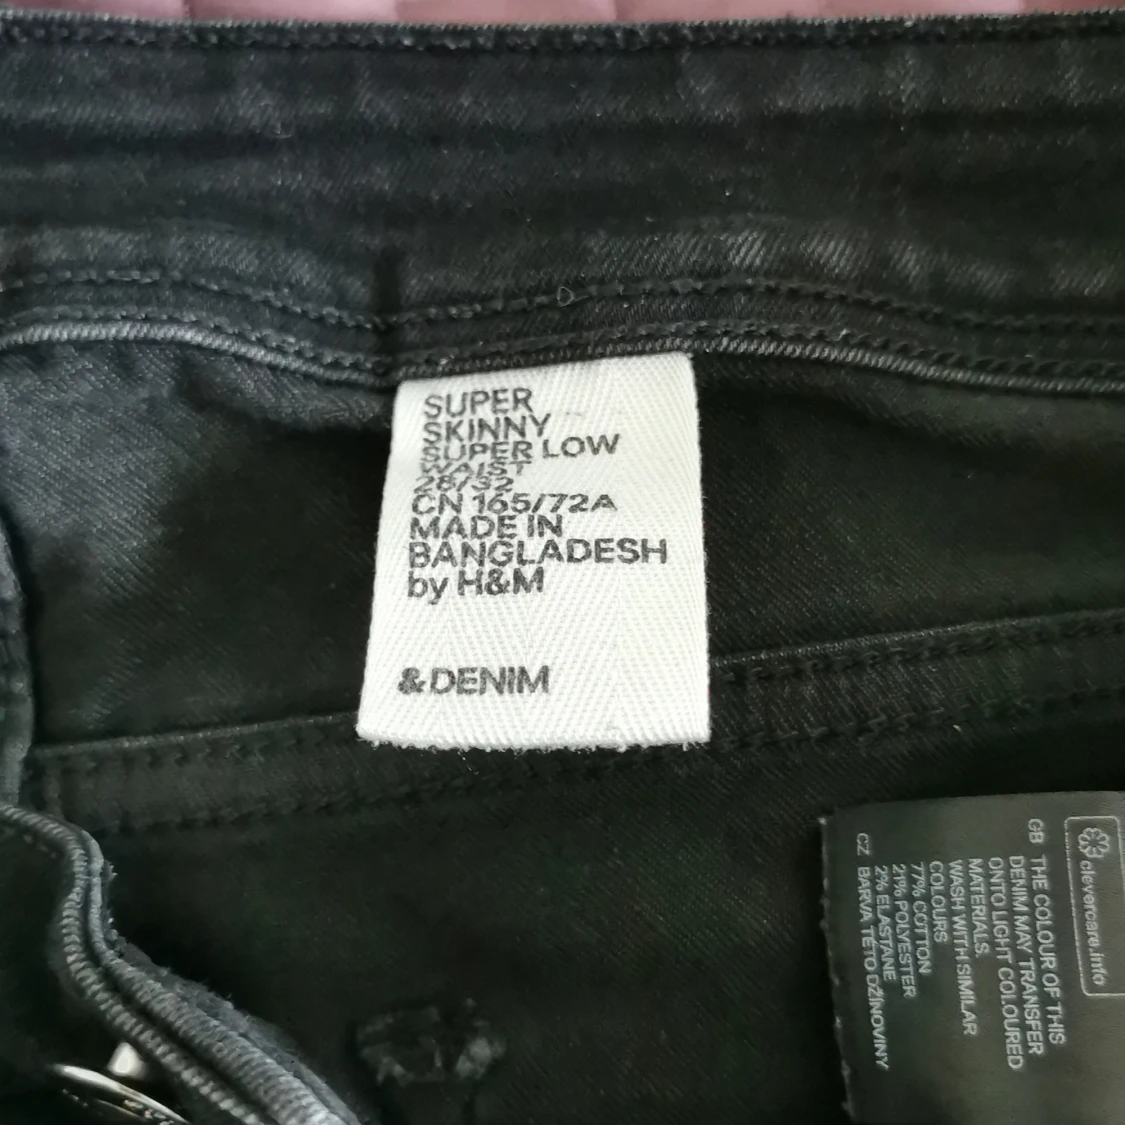 SUPER
SKINNY
SUPER LOW
WAIST
28/32
CN 165/72A
MADE IN
BANGLADESH
by H&M
& DENIM
clevercare.info
GB THE COLOUR OF THIS
DENIM MAY TRANSFER
ONTO LIGHT COLOURED
MATERIALS.
WASH WITH SIMILAR
COLOURS
77% COTTON
21% POLYESTER
2% ELASTANE
CZ BARVA TÉTO DŽÍNOVINY